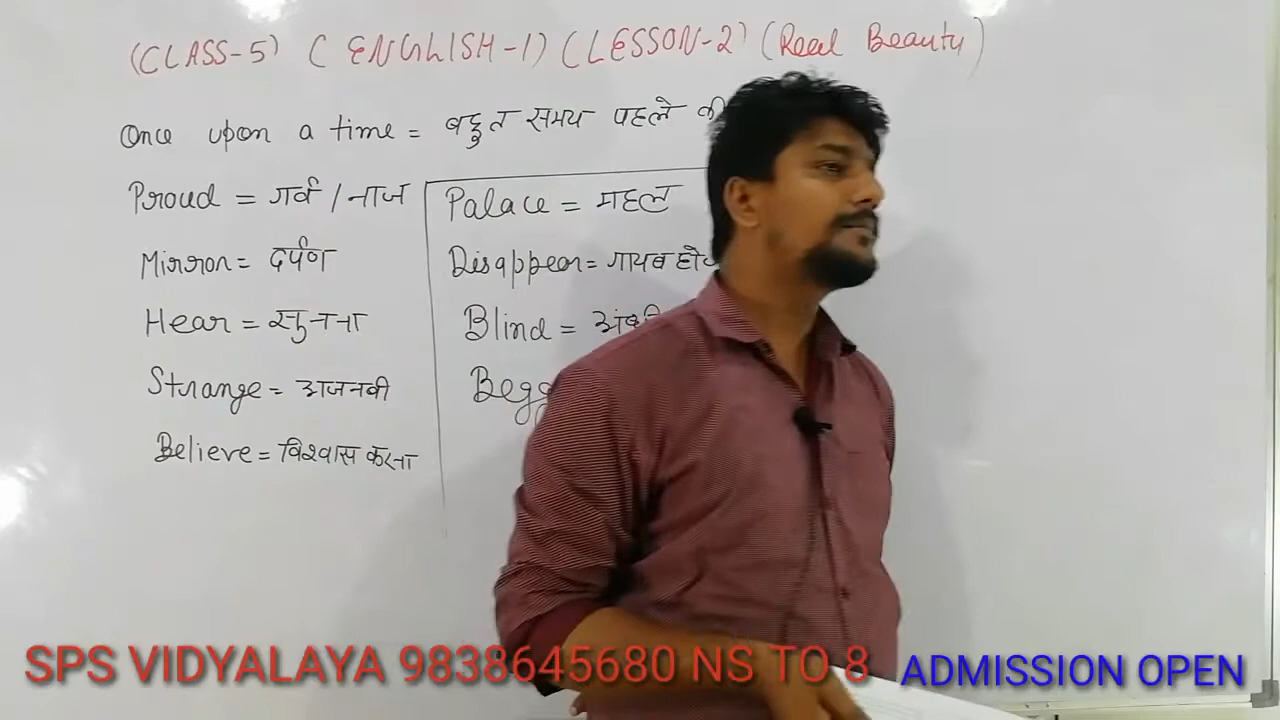 (CLASS-5) (ENGLISH-1) (LESSON-2) (Real Beauty)
Once upon a time = बहुत समय पहले की
Proud = गर्व / नाज
Mirror = दर्पण
Hear = सुनना
Strange = अजनबी
Believe = विश्वास करना
Palace = महल
Disappear = गायब
Blind =
SPS VIDYALAYA 9838645680 NS TO 8 ADMISSION OPEN